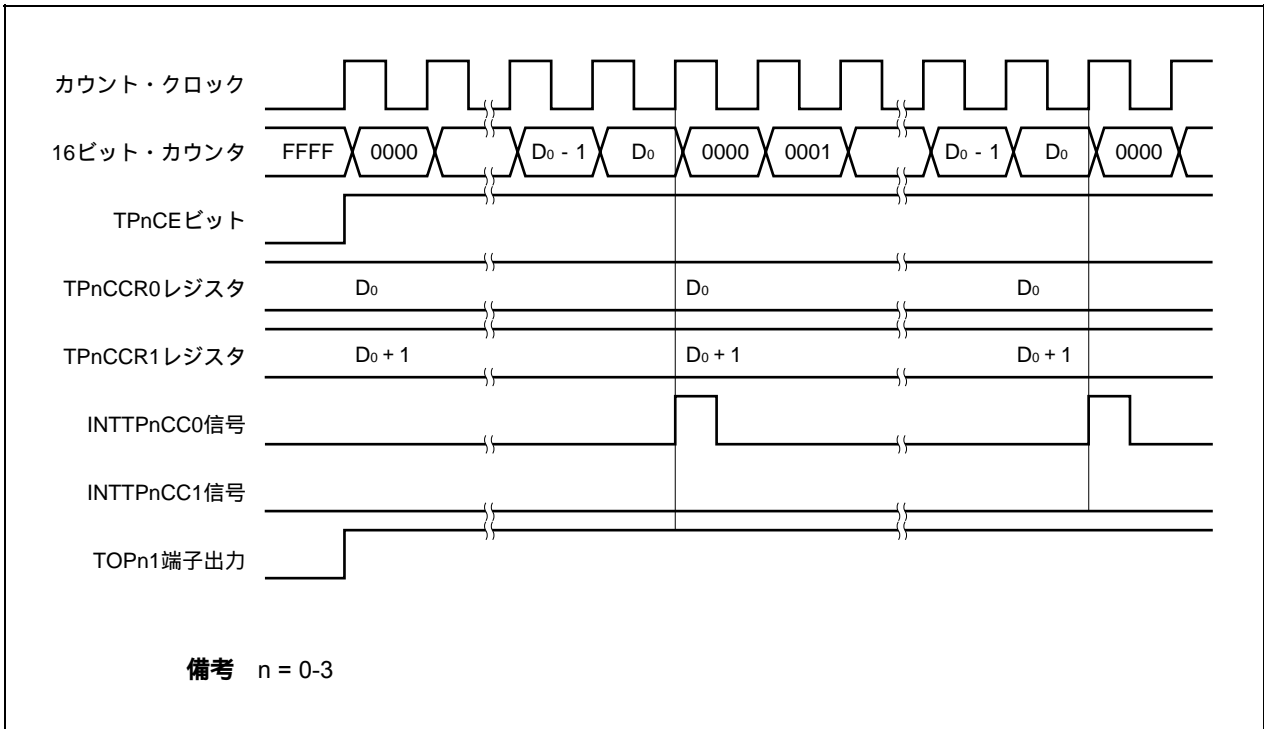 カウント・クロック
16ビット・カウンタ FFFF 0000 D0 - 1 D0 0000 0001 D0 - 1 D0 0000
TPnCEビット
TPnCCR0レジスタ D0 D0 D0
TPnCCR1レジスタ D0 + 1 D0 + 1 D0 + 1
INTTPnCC0信号
INTTPnCC1信号
TOPn1端子出力
備考 n = 0-3